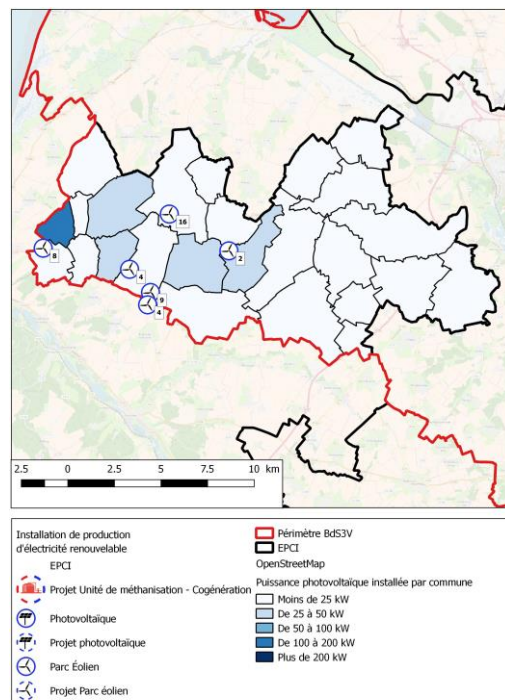 16
8
2
4
9
4
2.5 0 2.5 5 7.5 10 km
Installation de production
d'électricité renouvelable
EPCI
Projet Unité de méthanisation - Cogénération
Photovoltaïque
Projet photovoltaïque
Parc Éolien
Projet Parc éolien
Périmètre BdS3V
EPCI
OpenStreetMap
Puissance photovoltaïque installée par commune
Moins de 25 kW
De 25 à 50 kW
De 50 à 100 kW
De 100 à 200 kW
Plus de 200 kW